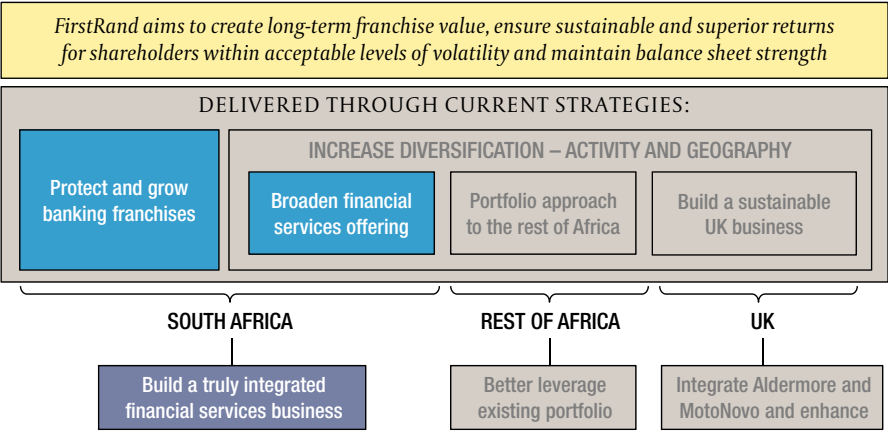 FirstRand aims to create long-term franchise value, ensure sustainable and superior returns
for shareholders within acceptable levels of volatility and maintain balance sheet strength
DELIVERED THROUGH CURRENT STRATEGIES:
Protect and grow
banking franchises
INCREASE DIVERSIFICATION – ACTIVITY AND GEOGRAPHY
Broaden financial
services offering
Portfolio approach
to the rest of Africa
Build a sustainable
UK business
SOUTH AFRICA
REST OF AFRICA
UK
Build a truly integrated
financial services business
Better leverage
existing portfolio
Integrate Aldermore and
MotoNovo and enhance